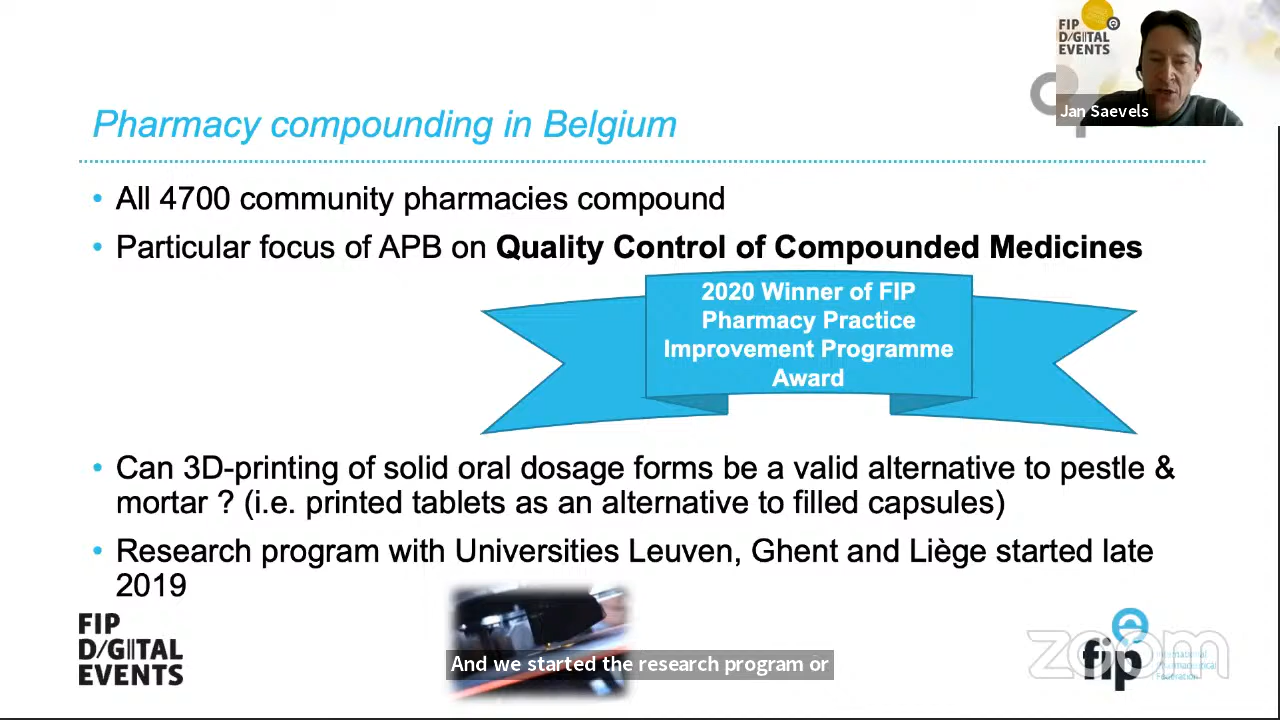 FIP
D/G|TAL
EVENTS
Jan Saevels
Pharmacy compounding in Belgium
• All 4700 community pharmacies compound
• Particular focus of APB on Quality Control of Compounded Medicines
2020 Winner of FIP
Pharmacy Practice
Improvement Programme
Award
• Can 3D-printing of solid oral dosage forms be a valid alternative to pestle &
mortar ? (i.e. printed tablets as an alternative to filled capsules)
• Research program with Universities Leuven, Ghent and Liège started late
2019
And we started the research program or
FIP
D/G|TAL
EVENTS
zoom
fip
International
Pharmaceutical
Federation